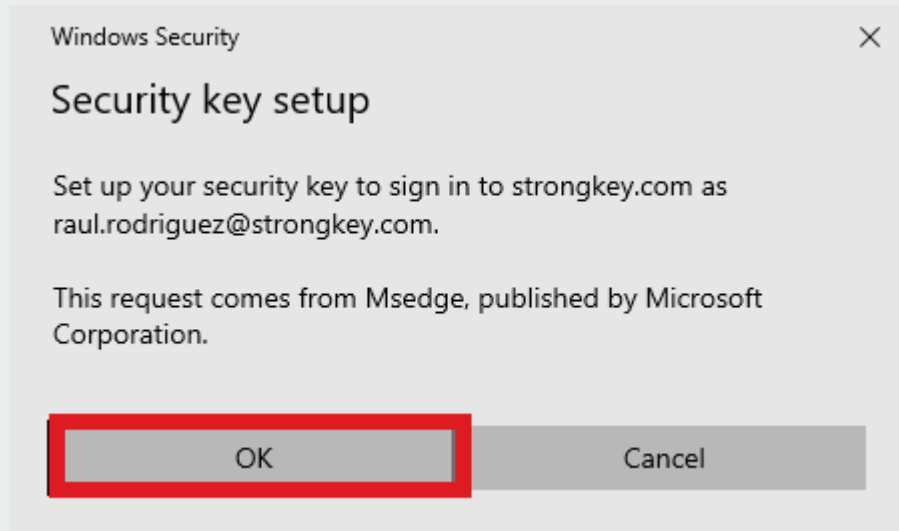 Windows Security
Security key setup
Set up your security key to sign in to strongkey.com as
raul.rodriguez@strongkey.com.
This request comes from Msedge, published by Microsoft
Corporation.
OK
Cancel